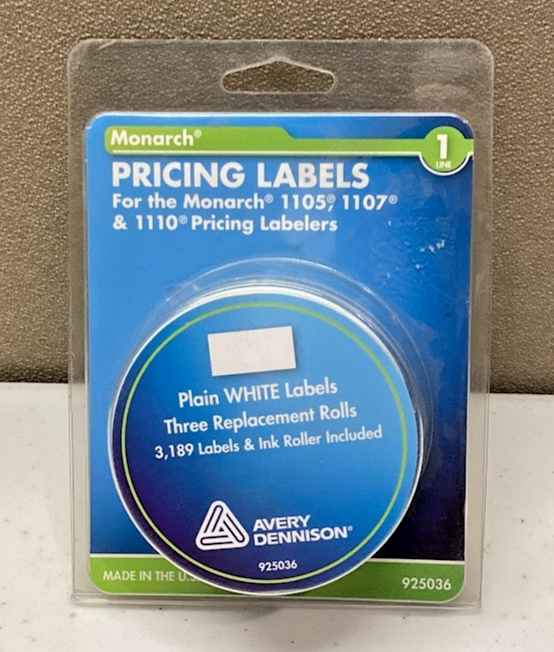 Monarch®
1
LINE
PRICING LABELS
For the Monarch® 1105®, 1107®
& 1110® Pricing Labelers
Plain WHITE Labels
Three Replacement Rolls
3,189 Labels & Ink Roller Included
AVERY
DENNISON®
925036
MADE IN THE U.S.
925036